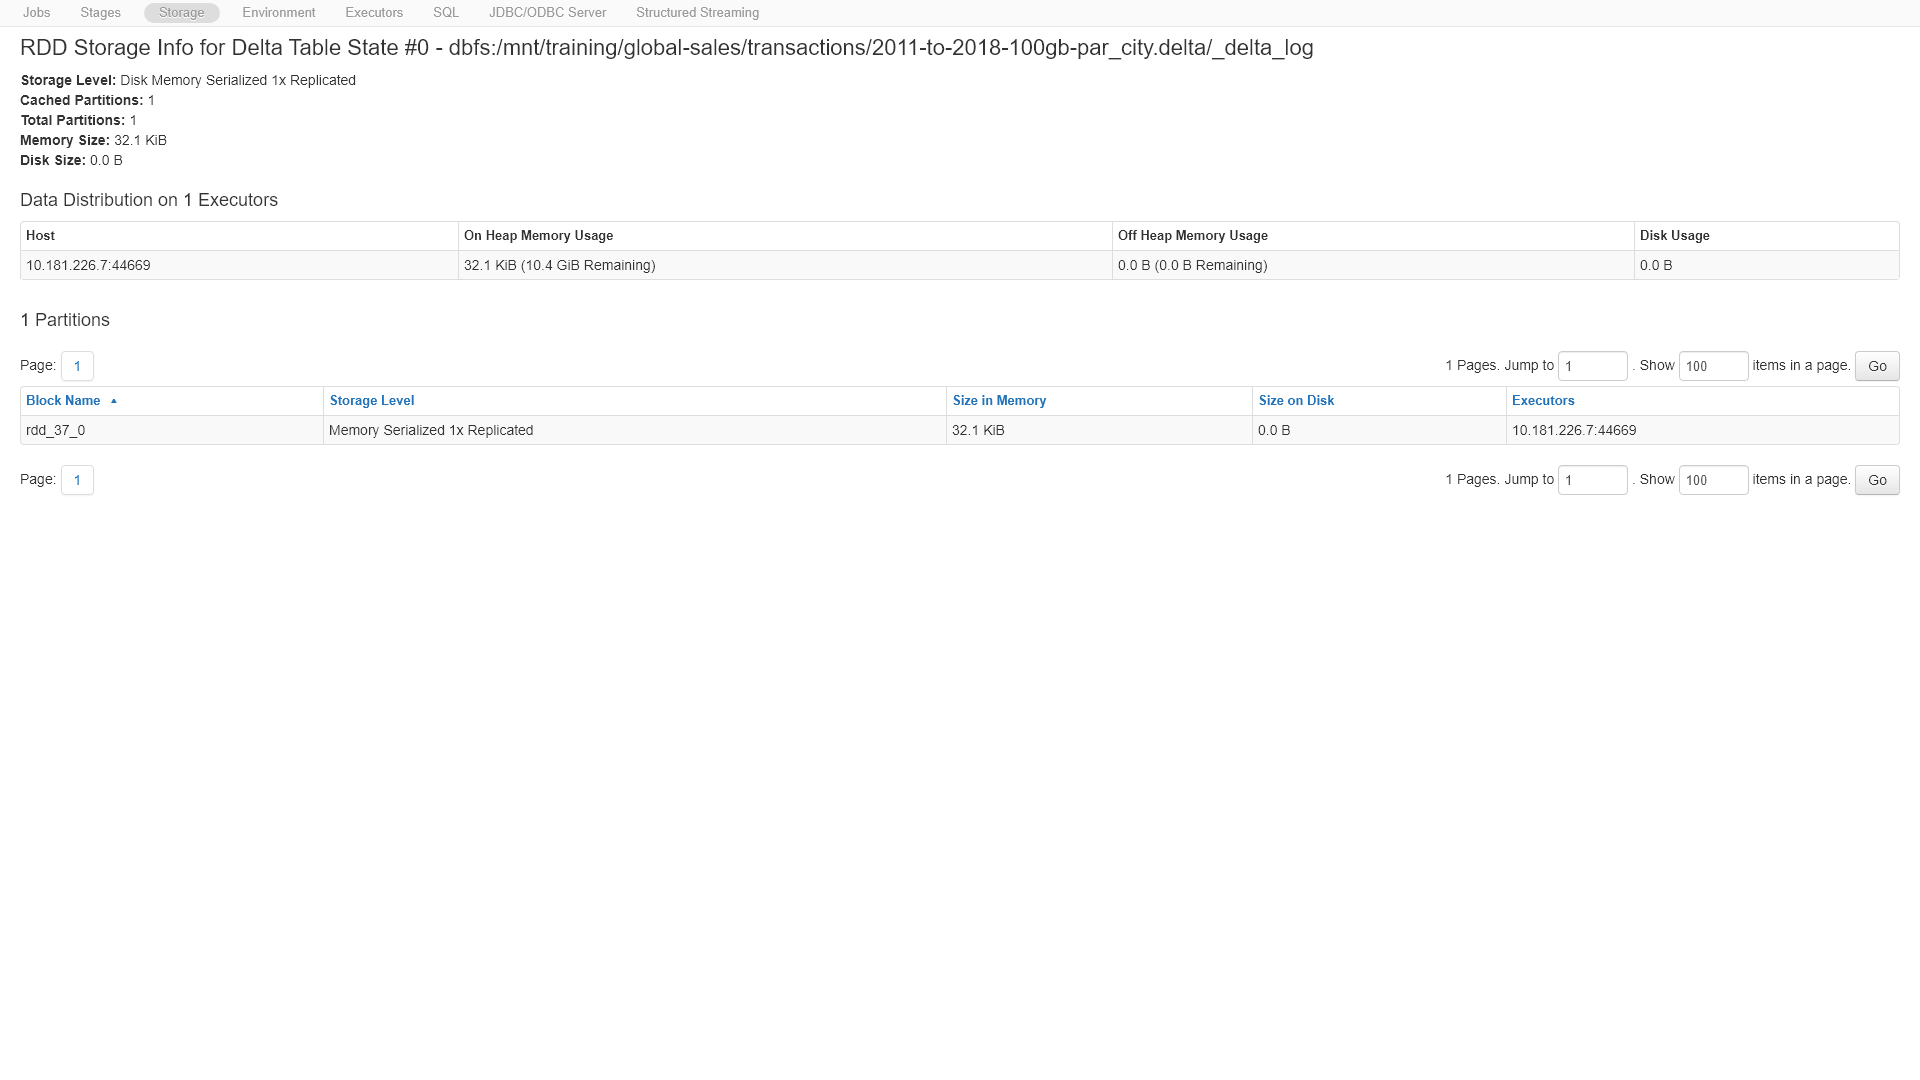 Jobs Stages Storage Environment Executors SQL JDBC/ODBC Server Structured Streaming
RDD Storage Info for Delta Table State #0 - dbfs:/mnt/training/global-sales/transactions/2011-to-2018-100gb-par_city.delta/_delta_log
Storage Level: Disk Memory Serialized 1x Replicated
Cached Partitions: 1
Total Partitions: 1
Memory Size: 32.1 KiB
Disk Size: 0.0 B
Data Distribution on 1 Executors
Host On Heap Memory Usage Off Heap Memory Usage Disk Usage
10.181.226.7:44669 32.1 KiB (10.4 GiB Remaining) 0.0 B (0.0 B Remaining) 0.0 B
1 Partitions
Page: 1 1 Pages. Jump to 1 . Show 100 items in a page. Go
Block Name ▴ Storage Level Size in Memory Size on Disk Executors
rdd_37_0 Memory Serialized 1x Replicated 32.1 KiB 0.0 B 10.181.226.7:44669
Page: 1 1 Pages. Jump to 1 . Show 100 items in a page. Go